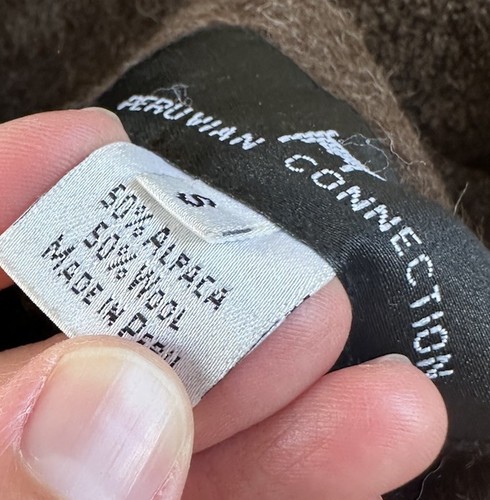 PERUVIAN CONNECTION
S
50% ALPACA
50% WOOL
MADE IN PERU